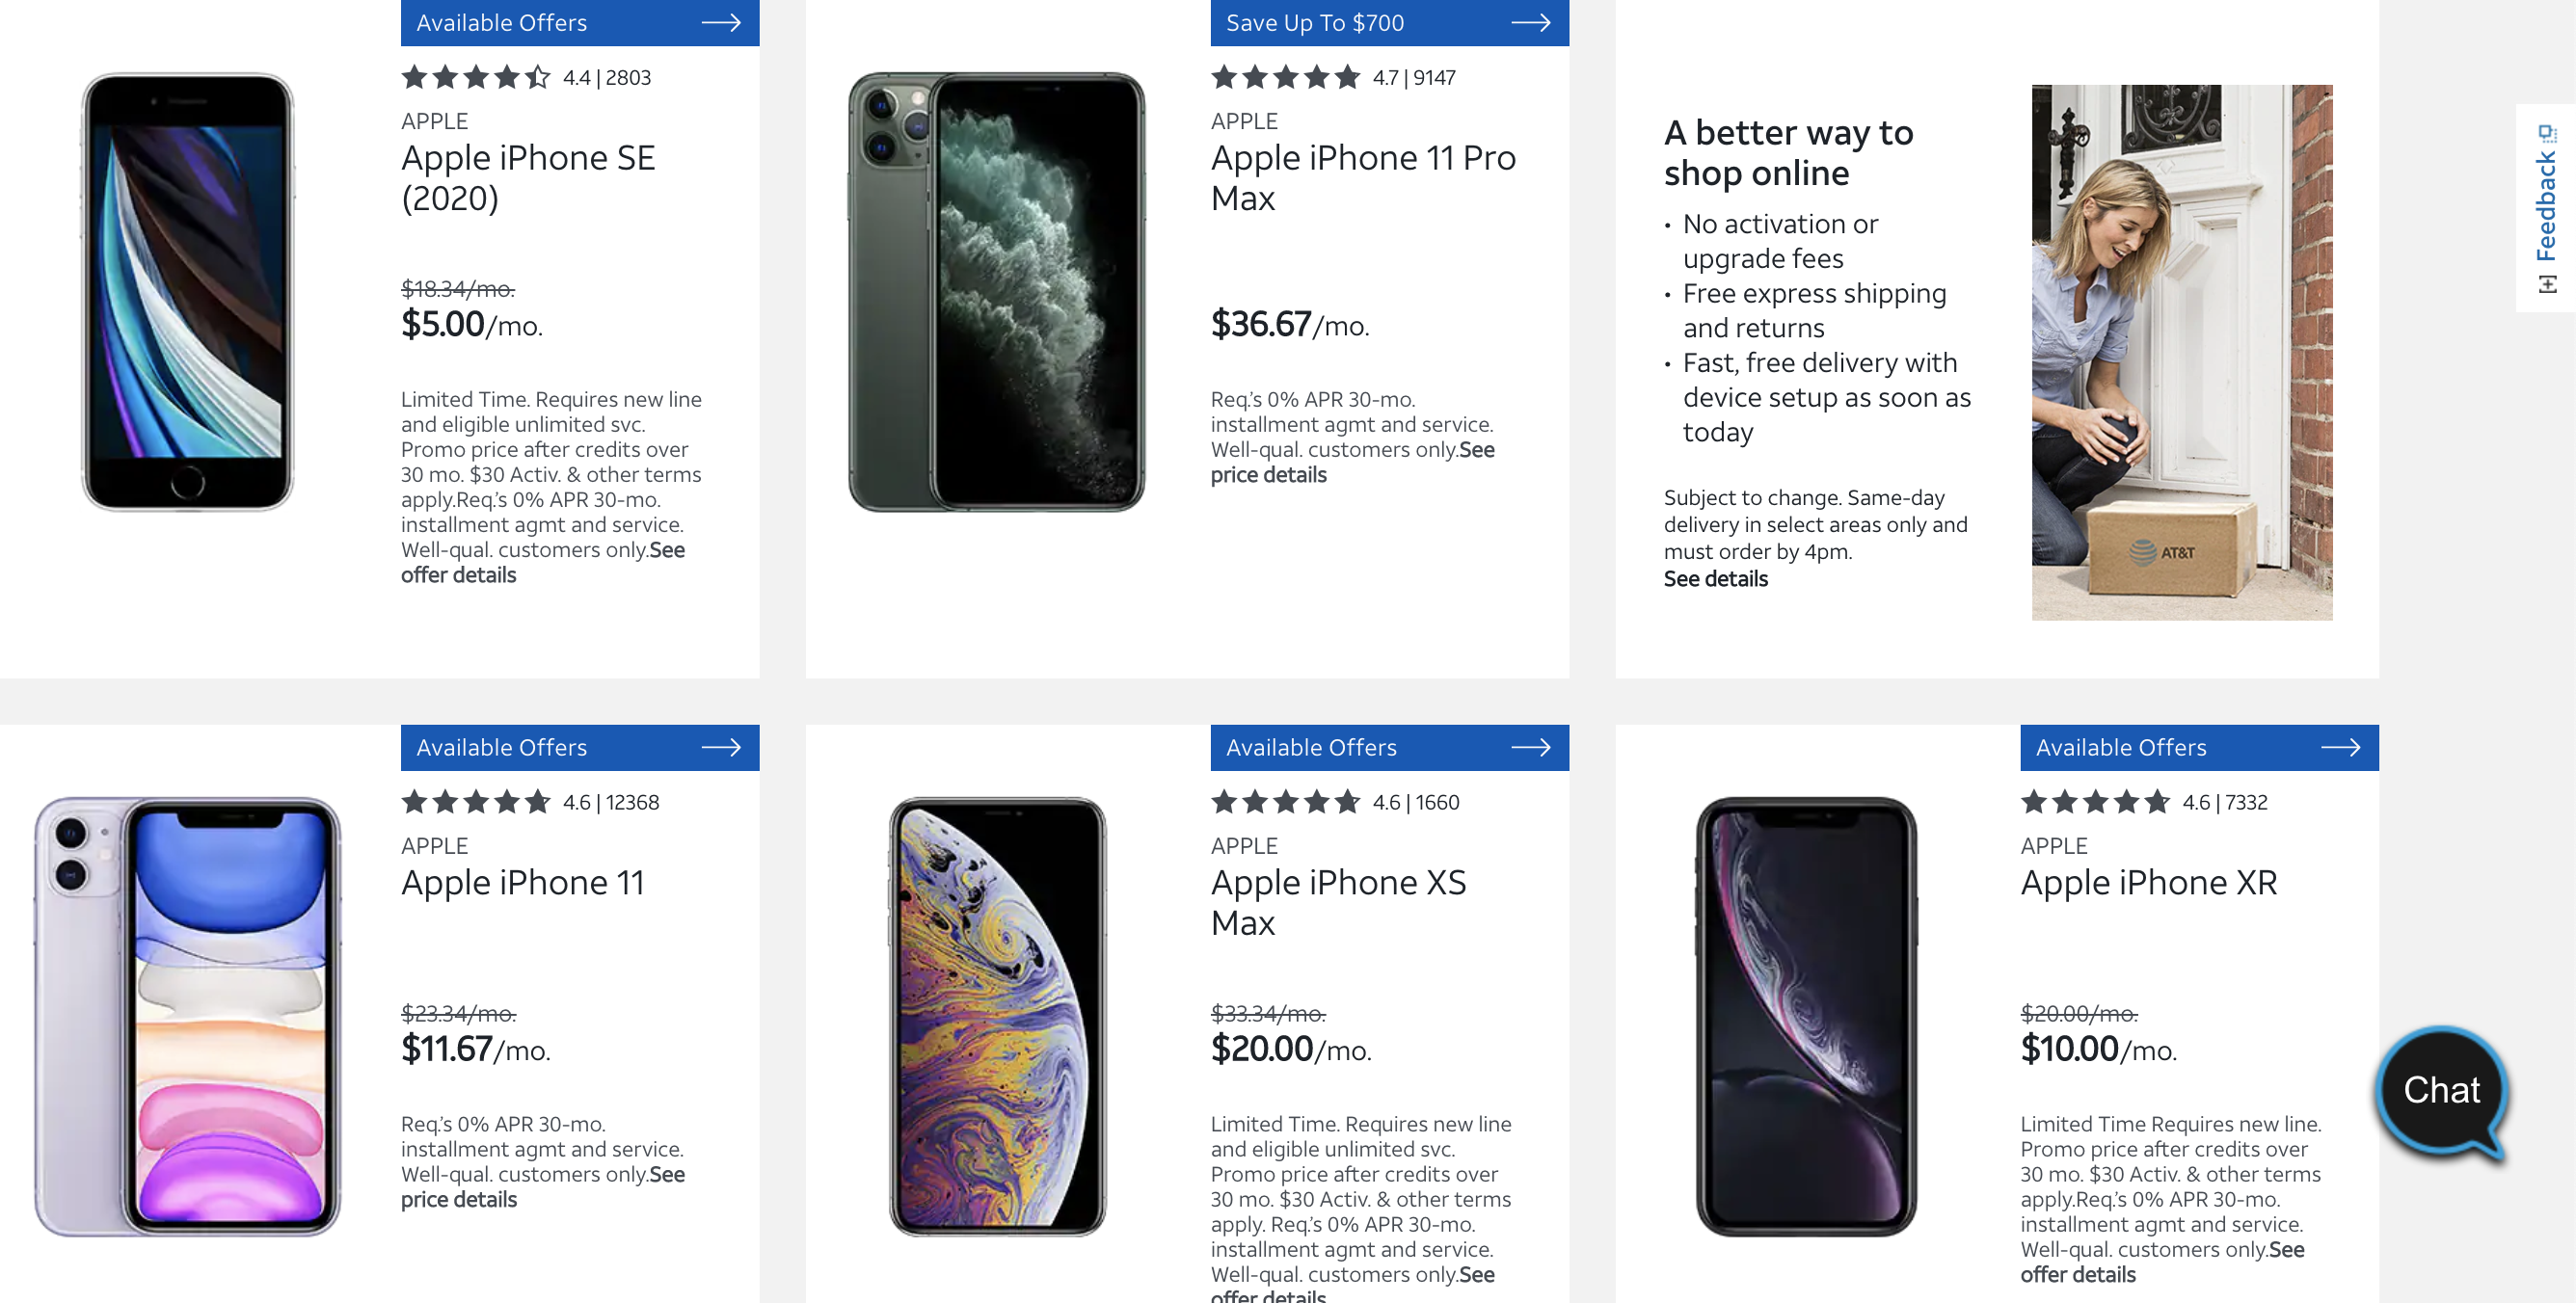 Available Offers
4.4 | 2803
APPLE
Apple iPhone SE
(2020)
$18.34/mo.
$5.00/mo.
Limited Time. Requires new line
and eligible unlimited svc.
Promo price after credits over
30 mo. $30 Activ. & other terms
apply.Req.'s 0% APR 30-mo.
installment agmt and service.
Well-qual. customers only.See
offer details
Save Up To $700
4.7 | 9147
APPLE
Apple iPhone 11 Pro
Max
$36.67/mo.
Req.'s 0% APR 30-mo.
installment agmt and service.
Well-qual. customers only.See
price details
A better way to
shop online
• No activation or
upgrade fees
• Free express shipping
and returns
• Fast, free delivery with
device setup as soon as
today
Subject to change. Same-day
delivery in select areas only and
must order by 4pm.
See details
AT&T
[+] Feedback
Available Offers
4.6 | 12368
APPLE
Apple iPhone 11
$23.34/mo.
$11.67/mo.
Req.'s 0% APR 30-mo.
installment agmt and service.
Well-qual. customers only.See
price details
Available Offers
4.6 | 1660
APPLE
Apple iPhone XS
Max
$33.34/mo.
$20.00/mo.
Limited Time. Requires new line
and eligible unlimited svc.
Promo price after credits over
30 mo. $30 Activ. & other terms
apply. Req.'s 0% APR 30-mo.
installment agmt and service.
Well-qual. customers only.See
offer details
Available Offers
4.6 | 7332
APPLE
Apple iPhone XR
$20.00/mo.
$10.00/mo.
Limited Time Requires new line.
Promo price after credits over
30 mo. $30 Activ. & other terms
apply.Req.'s 0% APR 30-mo.
installment agmt and service.
Well-qual. customers only.See
offer details
Chat